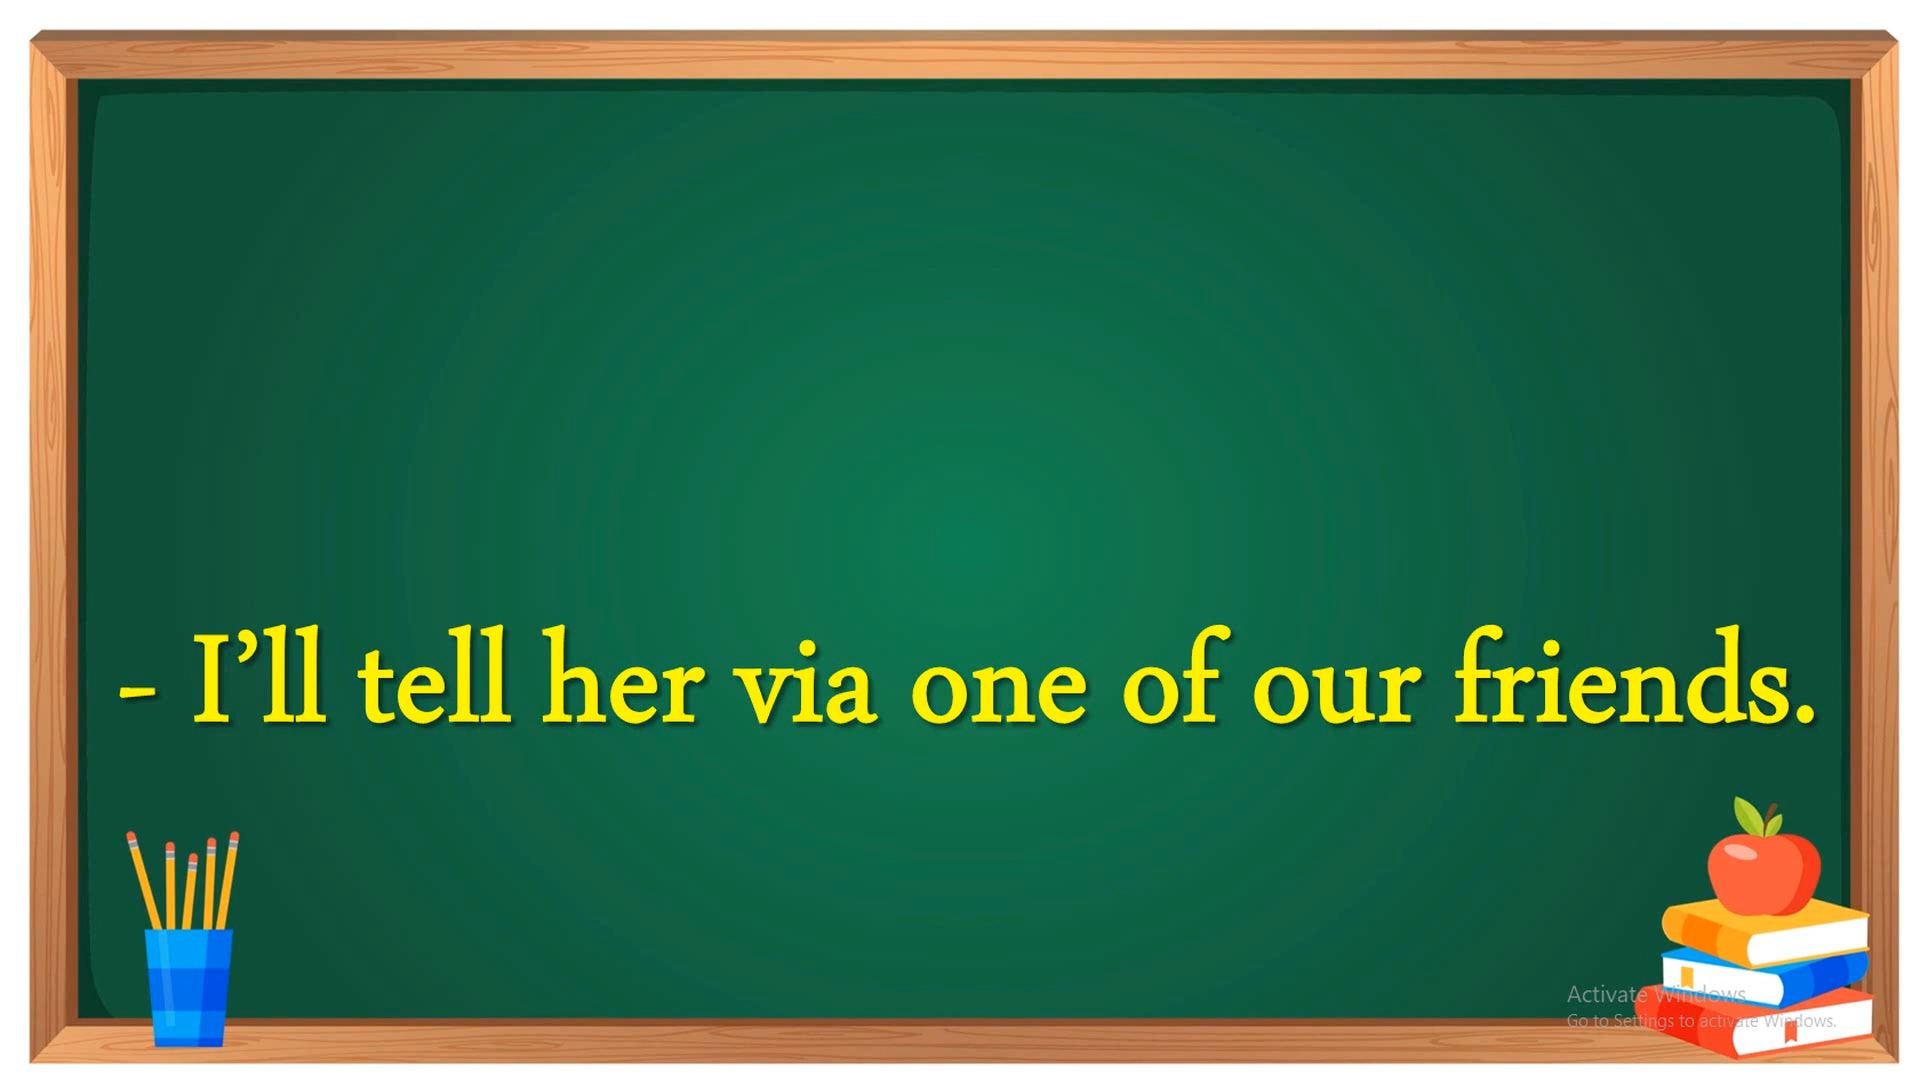 - I’ll tell her via one of our friends.
Activate Windows
Go to Settings to activate Windows.